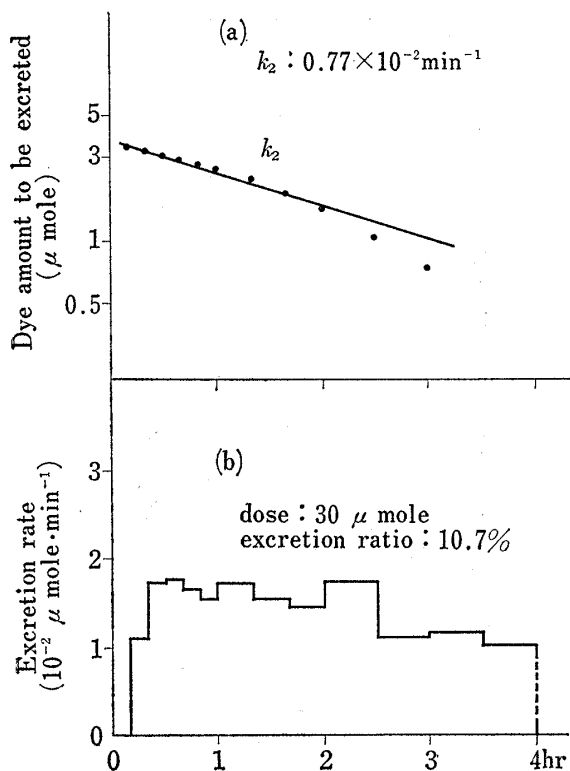 (a)
k₂ : 0.77×10⁻² min⁻¹
Dye amount to be excreted
(μ mole)
5
3
1
0.5
k₂
(b)
dose : 30 μ mole
excretion ratio : 10.7%
Excretion rate
(10⁻² μ mole·min⁻¹)
3
2
1
0
0 1 2 3 4hr